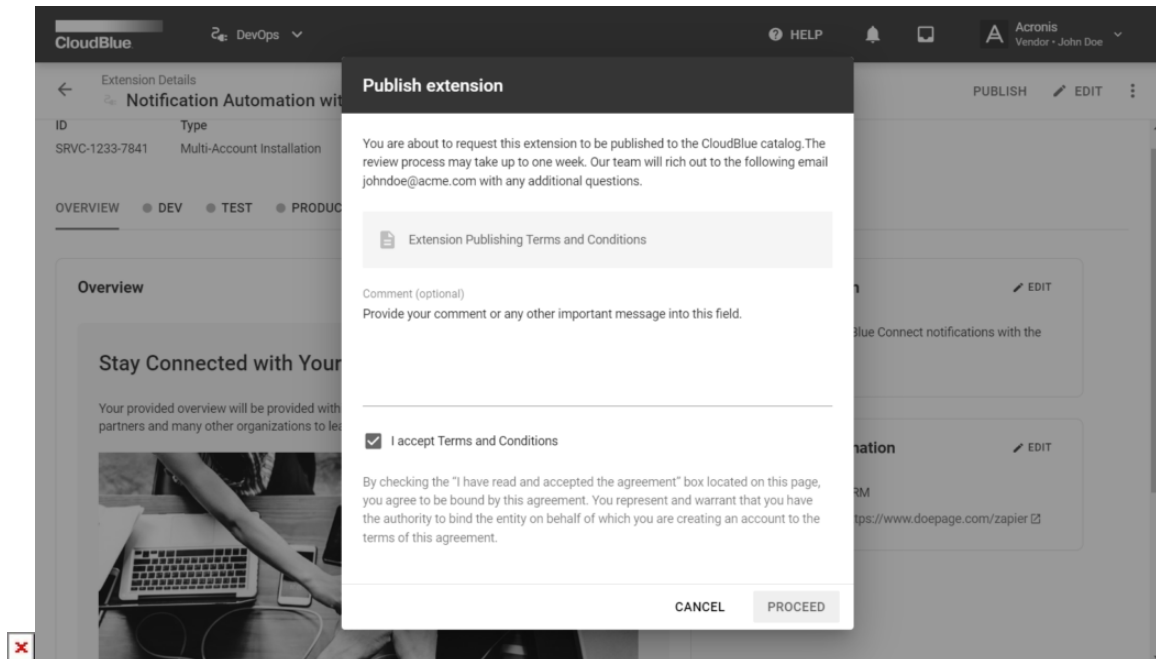 CloudBlue
DevOps
HELP
Acronis
Vendor • John Doe
Extension Details
Notification Automation wit
PUBLISH
EDIT
ID
Type
SRVC-1233-7841
Multi-Account Installation
OVERVIEW
DEV
TEST
PRODUC
Publish extension
You are about to request this extension to be published to the CloudBlue catalog.The
review process may take up to one week. Our team will rich out to the following email
johndoe@acme.com with any additional questions.
Extension Publishing Terms and Conditions
Comment (optional)
Provide your comment or any other important message into this field.
I accept Terms and Conditions
By checking the "I have read and accepted the agreement" box located on this page,
you agree to be bound by this agreement. You represent and warrant that you have
the authority to bind the entity on behalf of which you are creating an account to the
terms of this agreement.
CANCEL
PROCEED
Overview
Stay Connected with Your
Your provided overview will be provided with
partners and many other organizations to lea
n
EDIT
Blue Connect notifications with the
nation
EDIT
RM
tps://www.doepage.com/zapier